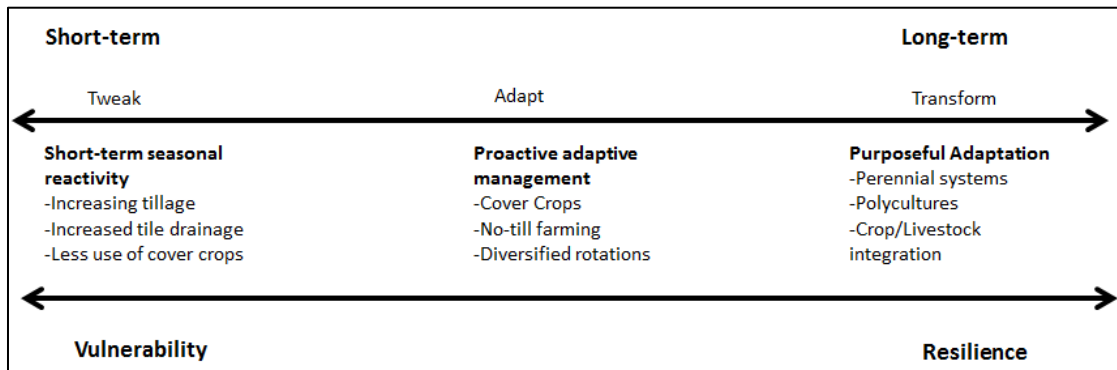 Short-term
Long-term
Tweak
Adapt
Transform
Short-term seasonal
reactivity
-Increasing tillage
-Increased tile drainage
-Less use of cover crops
Proactive adaptive
management
-Cover Crops
-No-till farming
-Diversified rotations
Purposeful Adaptation
-Perennial systems
-Polycultures
-Crop/Livestock
integration
Vulnerability
Resilience